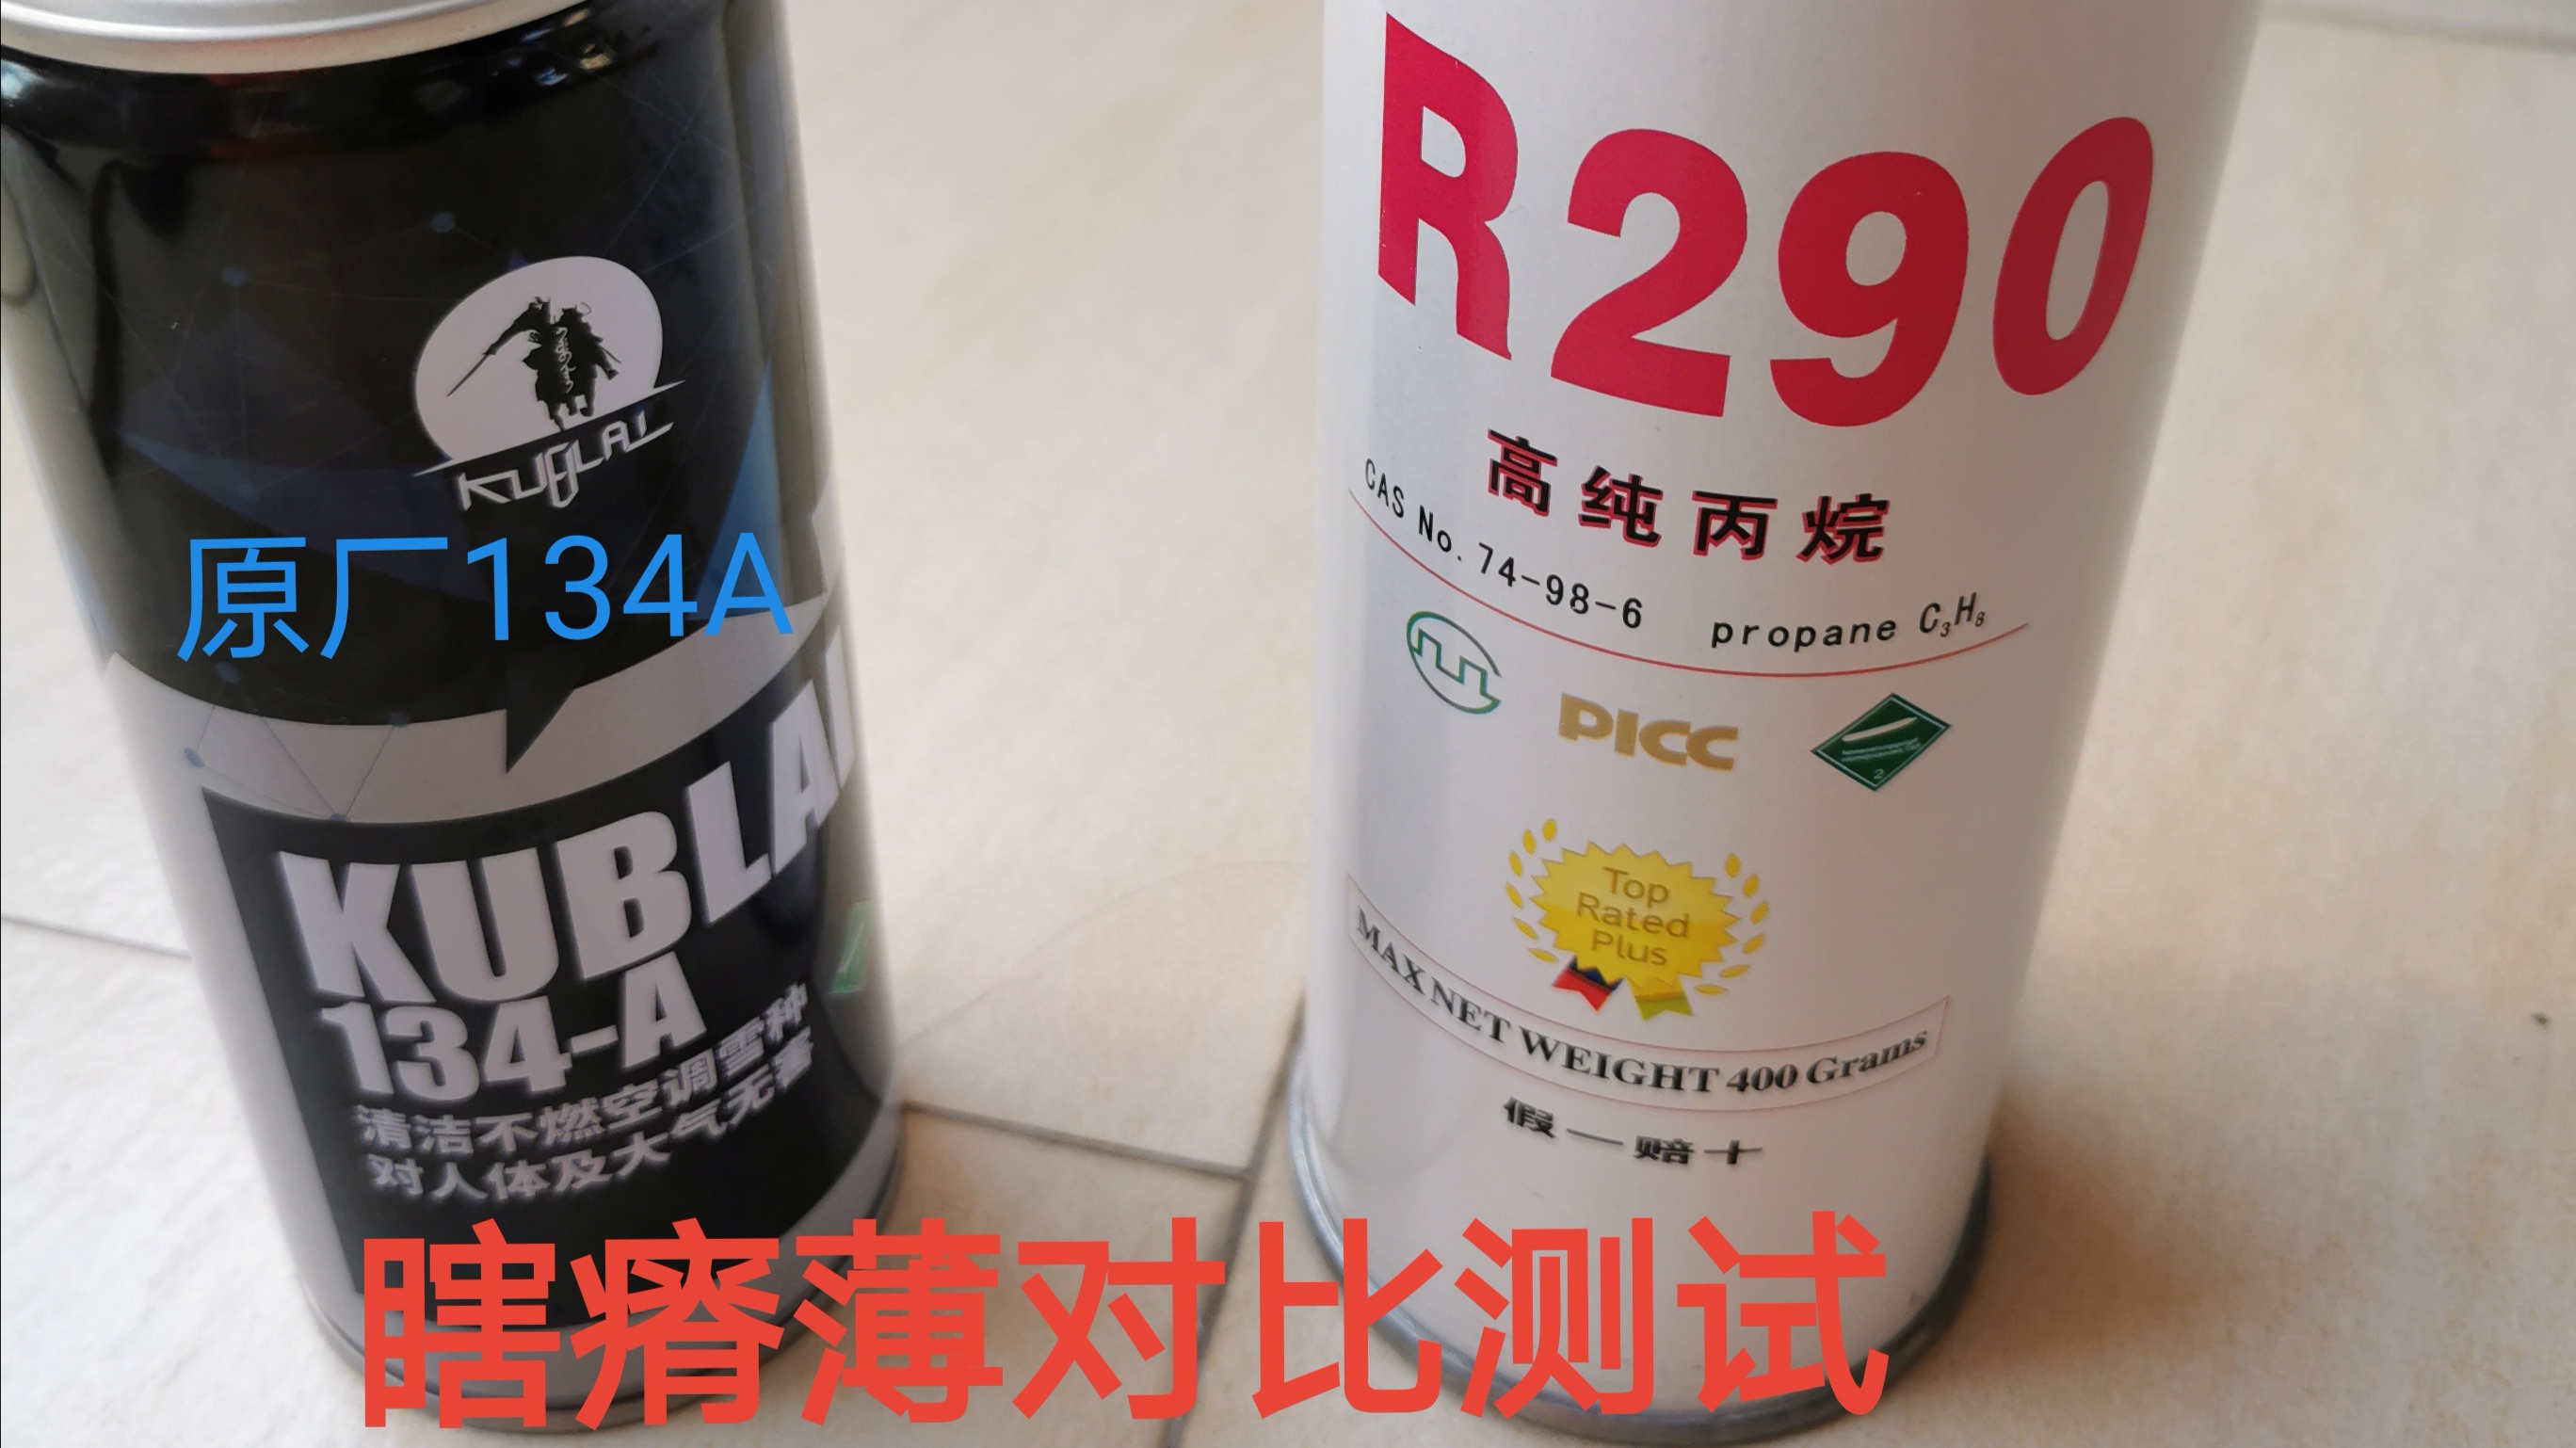 KUBLAI
原厂134A
KUBLAI
134-A
清洁不燃空调雪种
对人体及大气无害
R290
高纯丙烷
CAS No. 74-98-6 propane C₃H₈
PICC
2
Top
Rated
Plus
MAX NET WEIGHT 400 Grams
假一赔十
瞎瘠薄对比测试